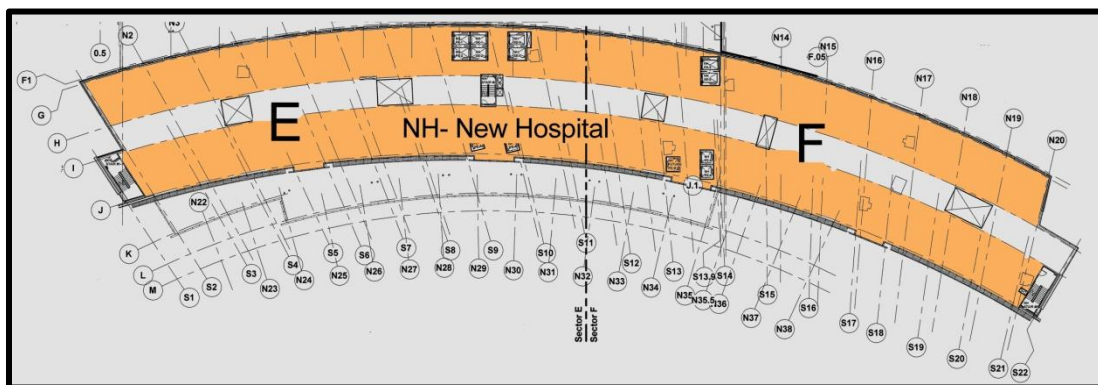 N2
N3
0.5
F1
G
H
I
J
K
L
M
N14
N15
F.05
N16
N17
N18
N19
N20
E
NH- New Hospital
F
J.1
N22
S1
S2
S3
N23
S4
N24
S5
N25
S6
N26
S7
N27
S8
N28
S9
N29
N30
S10
N31
S11
N32
S12
N33
N34
S13
N35
S13.9
N35.5
S14
N36
S15
N37
S16
N38
S17
S18
S19
S20
S21
S22
Sector E
Sector F